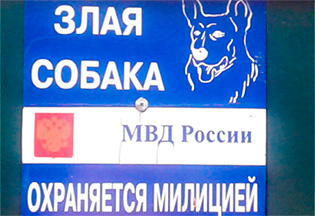 ЗЛАЯ
СОБАКА
МВД России
ОХРАНЯЕТСЯ МИЛИЦИЕЙ